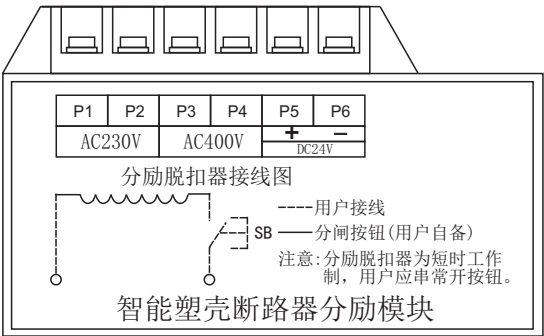 P1 P2 P3 P4 P5 P6
AC230V AC400V + −
DC24V
分励脱扣器接线图
----用户接线
SB ——分闸按钮(用户自备)
注意:分励脱扣器为短时工作
制，用户应串常开按钮。
智能塑壳断路器分励模块